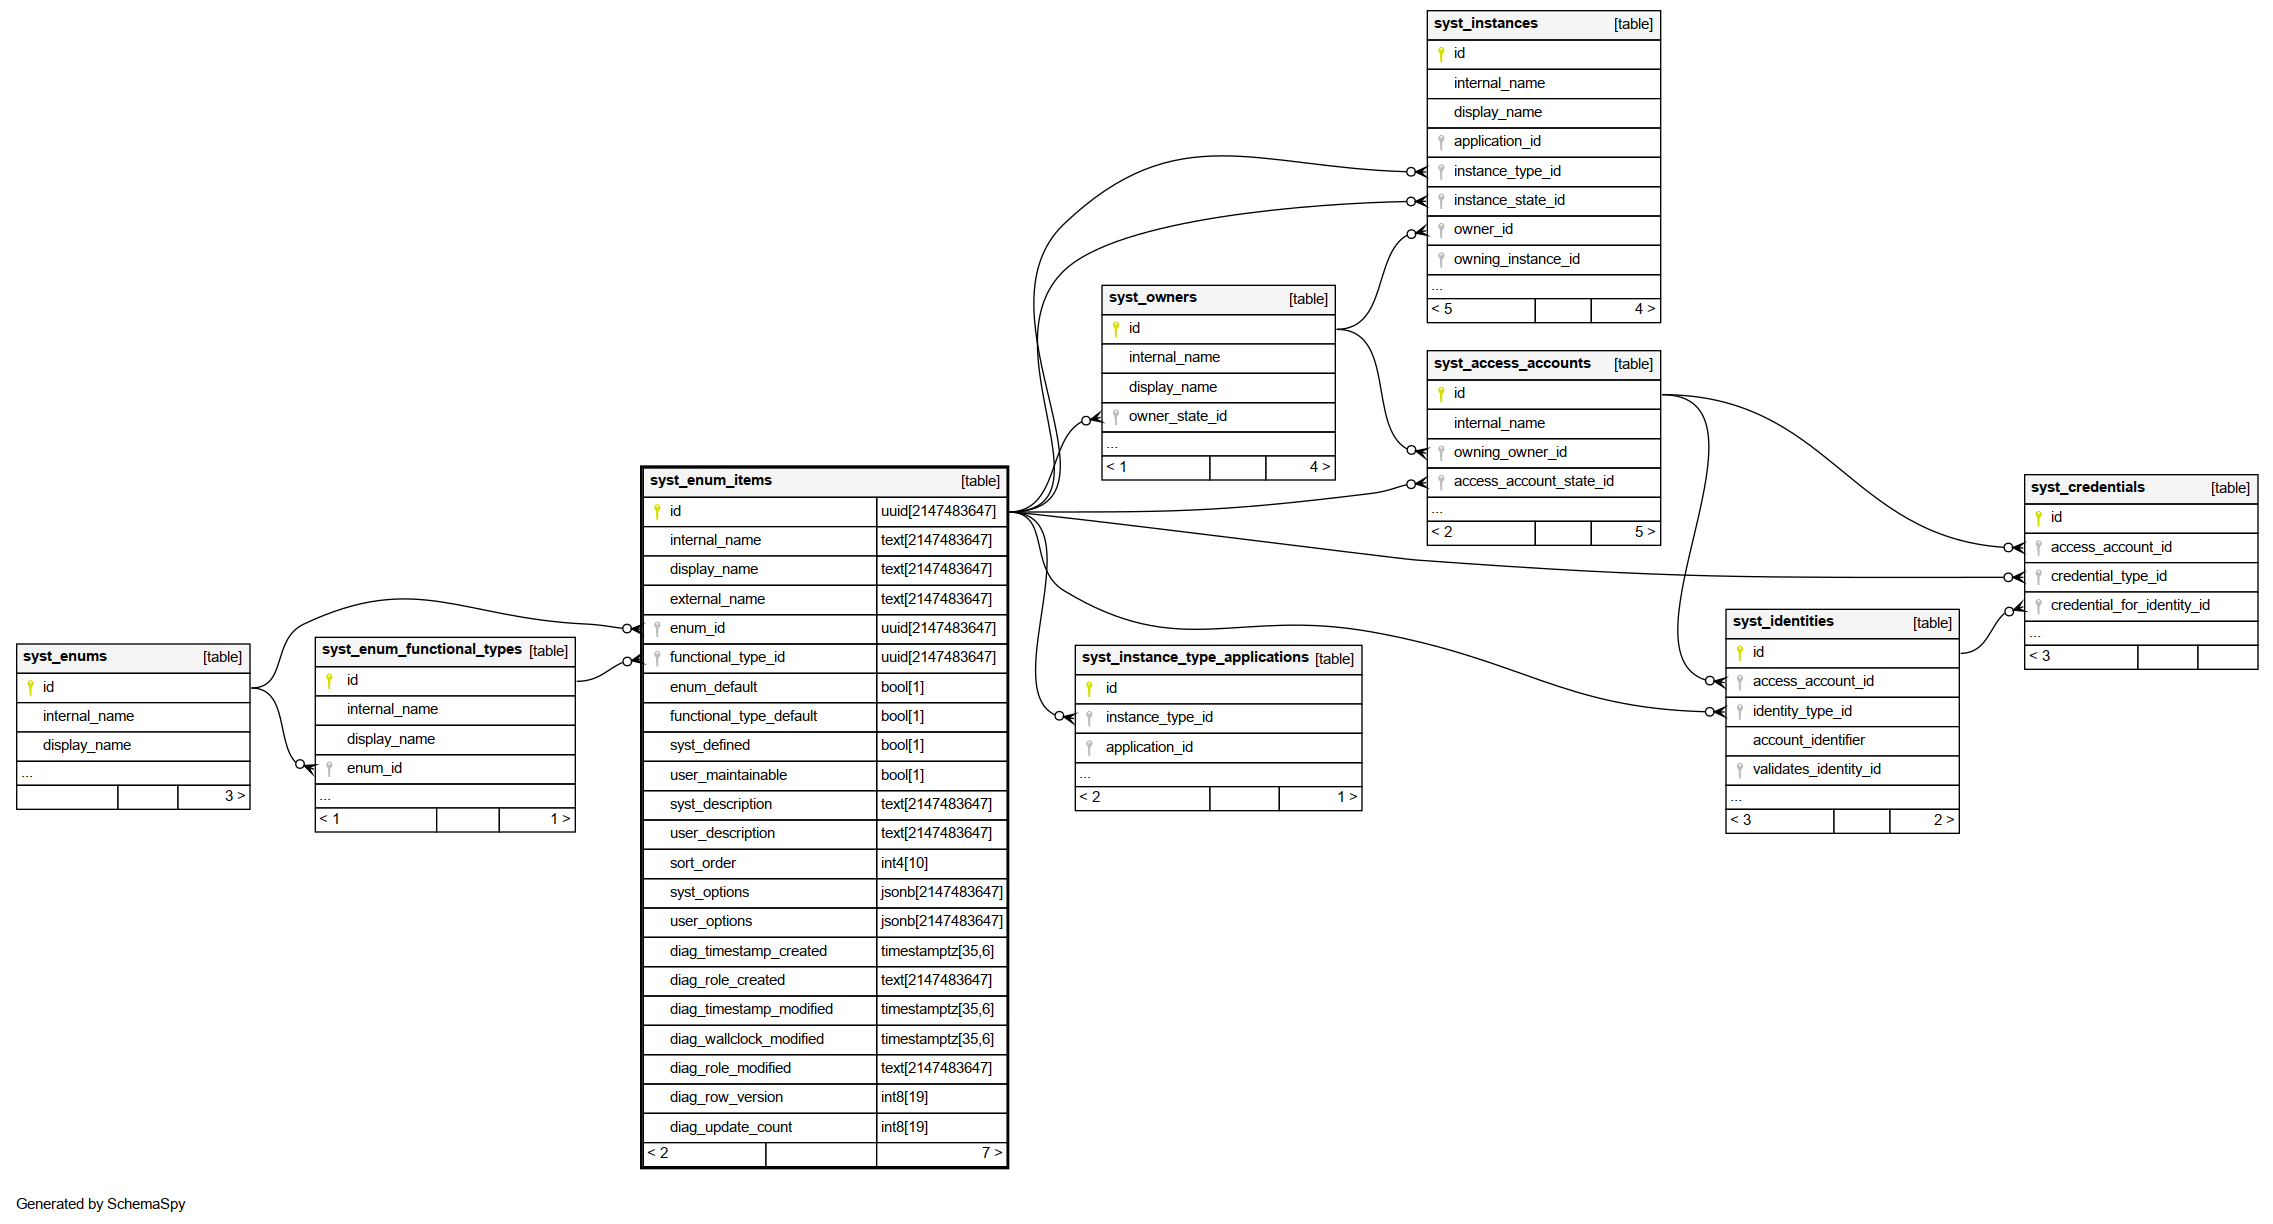 syst_instances [table]
id
internal_name
display_name
application_id
instance_type_id
instance_state_id
owner_id
owning_instance_id
...
< 5 4 >
syst_owners [table]
id
internal_name
display_name
owner_state_id
...
< 1 4 >
syst_access_accounts [table]
id
internal_name
owning_owner_id
access_account_state_id
...
< 2 5 >
syst_credentials [table]
id
access_account_id
credential_type_id
credential_for_identity_id
...
< 3
syst_enum_items [table]
id uuid[2147483647]
internal_name text[2147483647]
display_name text[2147483647]
external_name text[2147483647]
enum_id uuid[2147483647]
functional_type_id uuid[2147483647]
enum_default bool[1]
functional_type_default bool[1]
syst_defined bool[1]
user_maintainable bool[1]
syst_description text[2147483647]
user_description text[2147483647]
sort_order int4[10]
syst_options jsonb[2147483647]
user_options jsonb[2147483647]
diag_timestamp_created timestamptz[35,6]
diag_role_created text[2147483647]
diag_timestamp_modified timestamptz[35,6]
diag_wallclock_modified timestamptz[35,6]
diag_role_modified text[2147483647]
diag_row_version int8[19]
diag_update_count int8[19]
< 2 7 >
syst_enums [table]
id
internal_name
display_name
...
3 >
syst_enum_functional_types [table]
id
internal_name
display_name
enum_id
...
< 1 1 >
syst_instance_type_applications [table]
id
instance_type_id
application_id
...
< 2 1 >
syst_identities [table]
id
access_account_id
identity_type_id
account_identifier
validates_identity_id
...
< 3 2 >
Generated by SchemaSpy